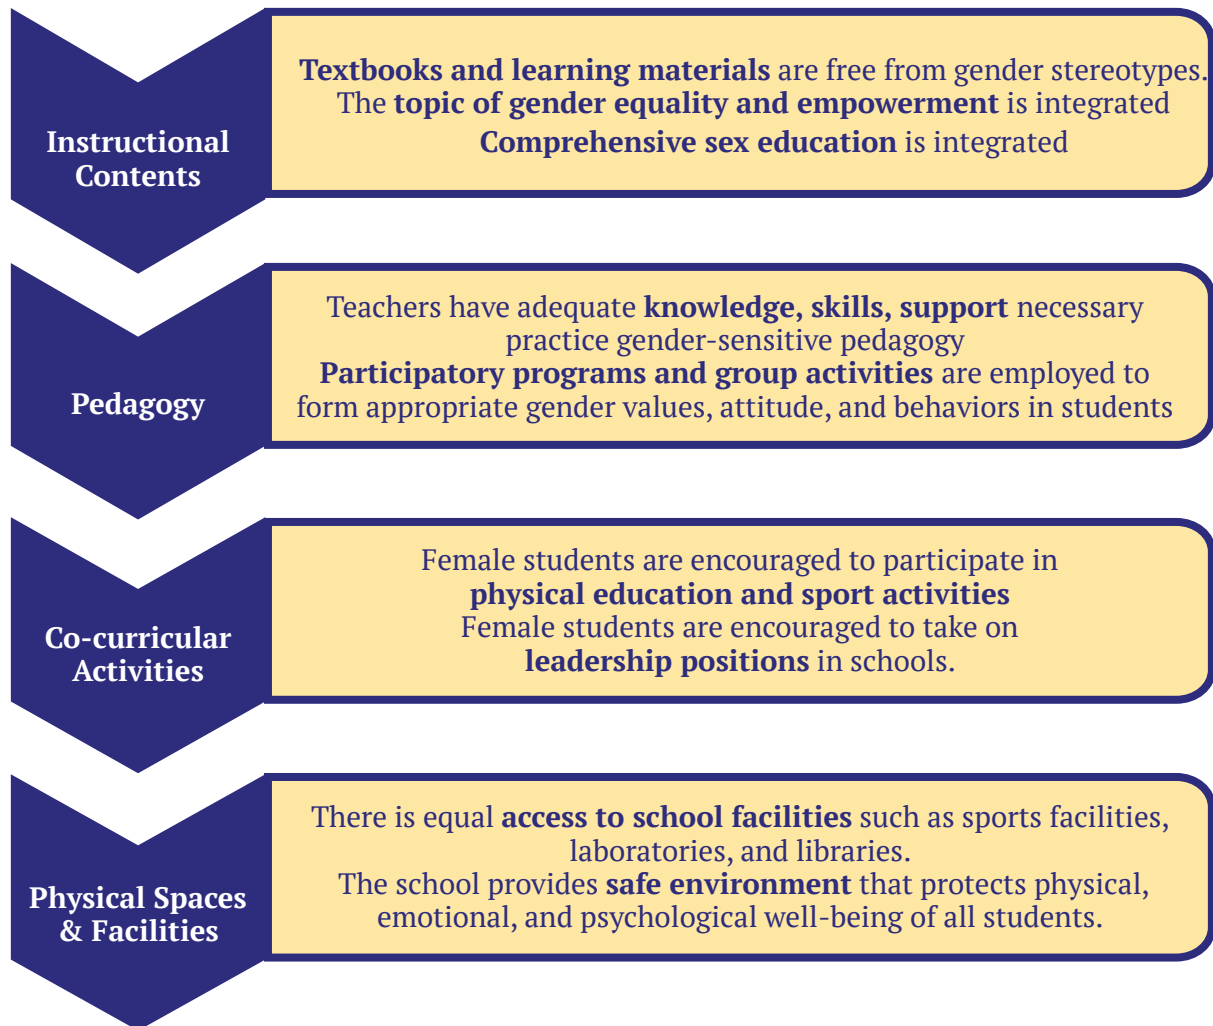 Instructional
Contents
Textbooks and learning materials are free from gender stereotypes.
The topic of gender equality and empowerment is integrated
Comprehensive sex education is integrated
Pedagogy
Teachers have adequate knowledge, skills, support necessary
practice gender-sensitive pedagogy
Participatory programs and group activities are employed to
form appropriate gender values, attitude, and behaviors in students
Co-curricular
Activities
Female students are encouraged to participate in
physical education and sport activities
Female students are encouraged to take on
leadership positions in schools.
Physical Spaces
& Facilities
There is equal access to school facilities such as sports facilities,
laboratories, and libraries.
The school provides safe environment that protects physical,
emotional, and psychological well-being of all students.